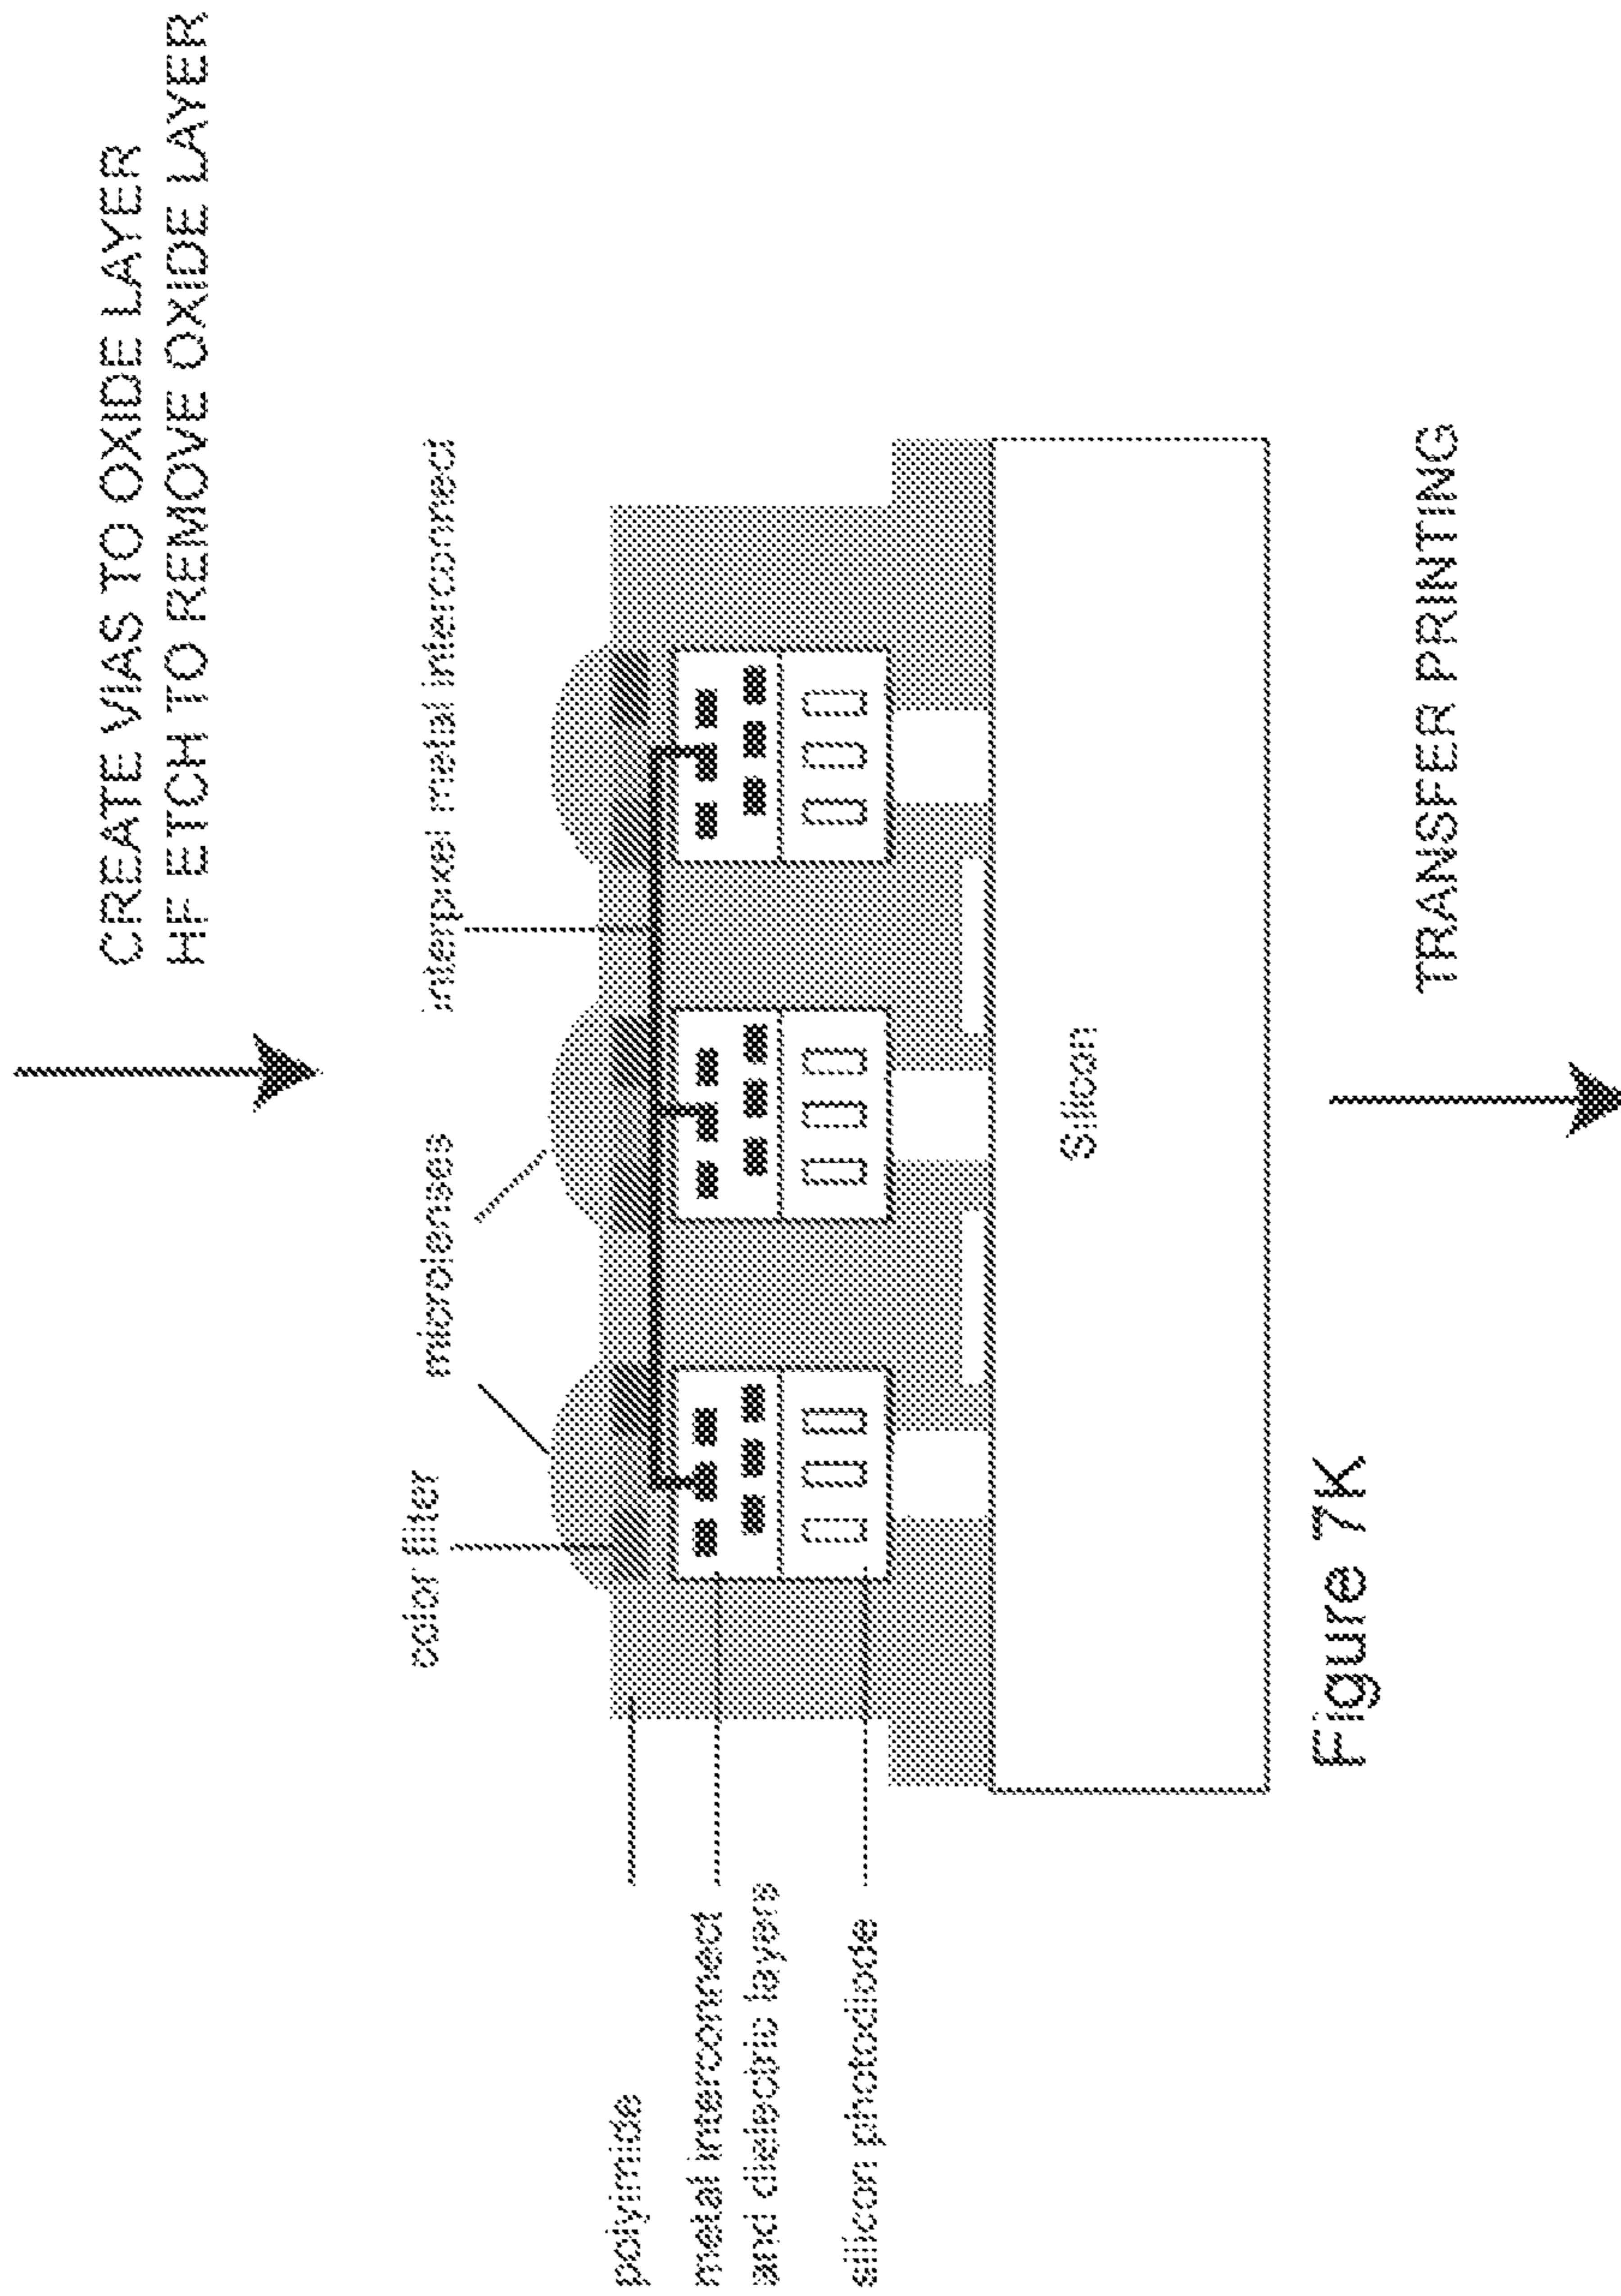 CREATE VIAS TO OXIDE LAYER
HF ETCH TO REMOVE OXIDE LAYER
color filter
microlenses
interpixel metal interconnect
polyimide
metal interconnect
and dielectric layers
silicon photodiode
Silicon
Figure 7K
TRANSFER PRINTING